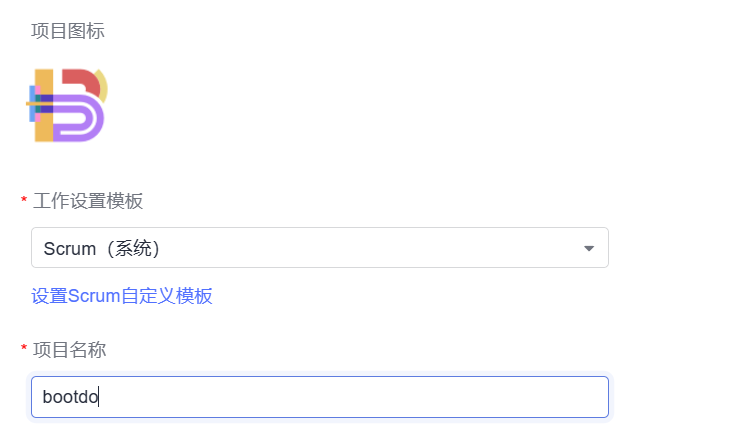 项目图标
* 工作设置模板
Scrum（系统）
设置Scrum自定义模板
* 项目名称
bootdo